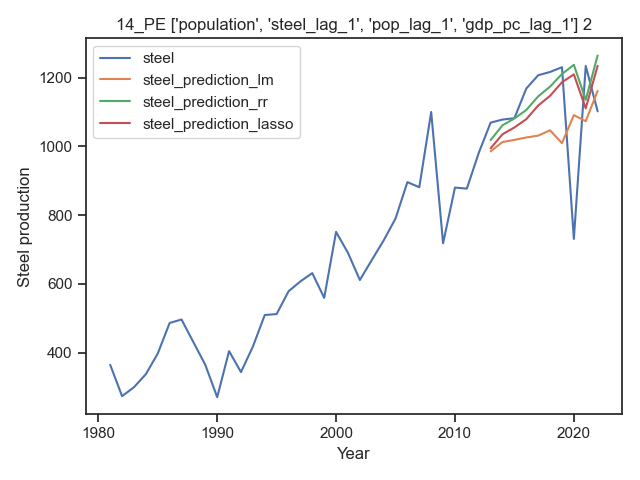 14_PE ['population', 'steel_lag_1', 'pop_lag_1', 'gdp_pc_lag_1'] 2
steel
steel_prediction_lm
steel_prediction_rr
steel_prediction_lasso
Steel production
1200
1000
800
600
400
1980
1990
2000
2010
2020
Year